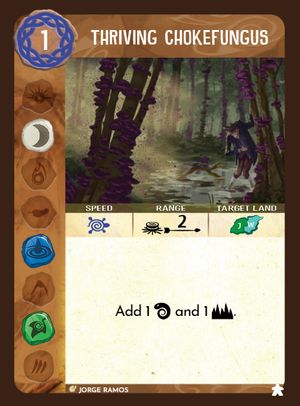 1 THRIVING CHOKEFUNGUS
SPEED RANGE TARGET LAND
2 J W
Add 1 and 1 .
JORGE RAMOS